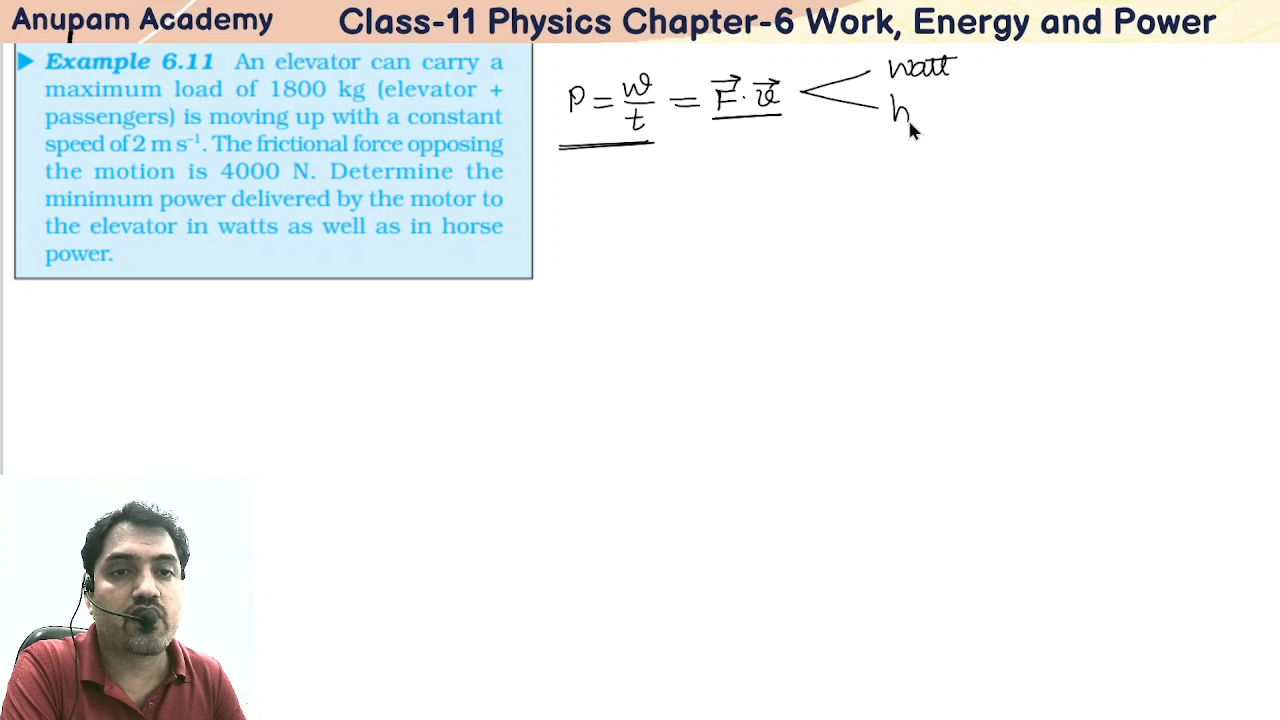 Anupam Academy
Class-11 Physics Chapter-6 Work, Energy and Power
▶ Example 6.11 An elevator can carry a
maximum load of 1800 kg (elevator +
passengers) is moving up with a constant
speed of 2 m s⁻¹. The frictional force opposing
the motion is 4000 N. Determine the
minimum power delivered by the motor to
the elevator in watts as well as in horse
power.
P = W/t = F⃗ · v⃗
watt
h